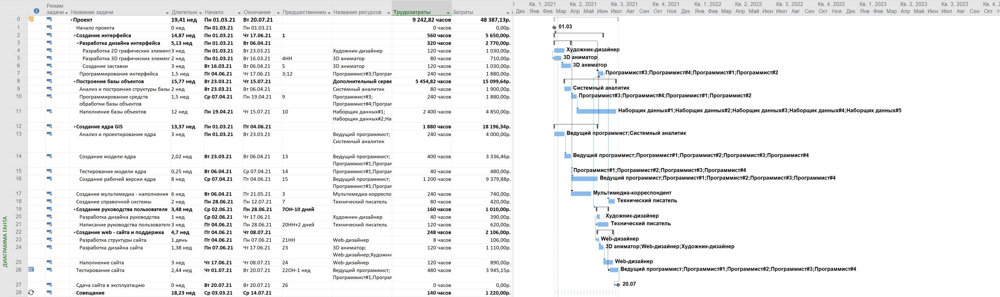 Режим задачи Название задачи Длительнс Начало Окончание Предшественники Названия ресурсов Трудозатраты Затраты
Кв. 1, 2021 Кв. 2, 2021 Кв. 3, 2021 Кв. 4, 2021 Кв. 1, 2022 Кв. 2, 2022 Кв. 3, 2022 Кв. 4, 2022 Кв. 1, 2023 Кв. 2, 2023 Кв. 3, 2023 Кв. 4, 2
Дек Янв Фев Мар Апр Май Июн Июл Авг Сен Окт Ноя Дек Янв Фев Мар Апр Май Июн Июл Авг Сен Окт Ноя Дек Янв Фев Мар Апр Май Июн Июл Авг Сен Окт Н
0 Проект 19,41 нед Пн 01.03.21 Вт 20.07.21 9 242,82 часов 48 387,13р.
1 Начало проекта 0 нед Пн 01.03.21 Пн 01.03.21 0 часов 0,00р. 01.03
2 Создание интерфейса 14,87 нед Пн 01.03.21 Чт 17.06.21 1 560 часов 5 650,00р.
3 Разработка дизайна интерфейса 5,13 нед Пн 01.03.21 Вт 06.04.21 320 часов 2 770,00р.
4 Разработка 2D графических элемент 3 нед Пн 01.03.21 Вт 23.03.21 Художник-дизайнер 120 часов 1 030,00р. Художник-дизайнер
5 Разработка 3D графичиских элемент 2 нед Пн 01.03.21 Вт 16.03.21 4НН 3D аниматор 80 часов 710,00р. 3D аниматор
6 Создание заставки 3 нед Вт 16.03.21 Вт 06.04.21 5 3D аниматор 120 часов 1 030,00р. 3D аниматор
7 Программирование интерфейса 1,5 нед Пт 04.06.21 Чт 17.06.21 3;12 Программист#3;Програм 240 часов 1 880,00р. Программист#3;Программист#4;Программист#1;Программист#2
8 Построение базы объектов 15,77 нед Вт 23.03.21 Чт 15.07.21 Дополнительный серве 5 454,82 часов 15 099,64р.
9 Анализ и построение структуры базы 2 нед Вт 23.03.21 Вт 06.04.21 Системный аналитик 80 часов 1 900,00р. Системный аналитик
10 Программирование средств 1,5 нед Ср 07.04.21 Пн 19.04.21 9 Программист#3; 240 часов 1 880,00р. Программист#3;Программист#4;Программист#1;Программист#2
обработки базы объектов Программист#4;Програм
11 Наполнение базы объектов 12 нед Пн 19.04.21 Чт 15.07.21 10 Наборщик данных#1; 2 400 часов 4 850,00р. Наборщик данных#1;Наборщик данных#2;Наборщик данных#3;Наборщик данных#4;Наборщик данных#5
Наборщик данных#2;На
12 Создание ядра GIS 13,37 нед Пн 01.03.21 Пт 04.06.21 1 880 часов 18 196,34р.
13 Анализ и проектирование ядра 3 нед Пн 01.03.21 Вт 23.03.21 Ведущий программист; 240 часов 4 000,00р. Ведущий программист;Системный аналитик
Системный аналитик
14 Создание модели ядра 2,02 нед Вт 23.03.21 Вт 06.04.21 13 Ведущий программист; 400 часов 3 336,46р. Ведущий программист;Программист#1;Программист#2;Программист#3;Программист#4
Программист#1;Програм
15 Тестирование модели ядра 0,25 нед Вт 06.04.21 Ср 07.04.21 14 Программист#1;Програм 40 часов 480,00р. Программист#1;Программист#2;Программист#3;Программист#4
16 Создание рабочей версии ядра 8 нед Ср 07.04.21 Пт 04.06.21 15 Ведущий программист; 1 200 часов 9 379,88р. Ведущий программист;Программист#1;Программист#2;Программист#3;Программист#4
Программист#1;Програм
17 Создание мультимедиа - наполнения 6 нед Вт 06.04.21 Пт 21.05.21 3 Мультимедиа-корреспо 240 часов 740,00р. Мультимедиа-корреспондент
18 Создание справочной системы 2 нед Пн 28.06.21 Пн 12.07.21 7 Технический писатель 80 часов 420,00р. Технический писатель
19 Создание руководства пользователя 3,48 нед Ср 02.06.21 Пн 28.06.21 7ОН-10 дней 160 часов 1 010,00р.
20 Разработка дизайна руководства 1 нед Ср 02.06.21 Чт 17.06.21 Художник-дизайнер 40 часов 390,00р. Художник-дизайнер
21 Написание руководства пользователя 3 нед Пт 04.06.21 Пн 28.06.21 20НН+2 дней Технический писатель 120 часов 620,00р. Технический писатель
22 Создание web - сайта и поддержка 4,7 нед Пт 04.06.21 Чт 08.07.21 248 часов 2 106,00р.
23 Разработка структуры сайта 1 день Пт 04.06.21 Пн 07.06.21 21НН Web-дизайнер 8 часов 106,00р. Web-дизайнер
24 Разработка дизайна сайта 1,38 нед Пн 07.06.21 Чт 17.06.21 23 3D аниматор; 120 часов 1 110,00р. 3D аниматор;Web-дизайнер;Художник-дизайнер
Web-дизайнер;Художни
25 Наполнение сайта 3 нед Чт 17.06.21 Чт 08.07.21 24 Web-дизайнер 120 часов 890,00р. Web-дизайнер
26 Тестирование сайта 2,44 нед Чт 01.07.21 Вт 20.07.21 22ОН-1 нед Ведущий программист; 480 часов 3 945,15р. Ведущий программист;Программист#1;Программист#2;Программист#3;Программист#4
Программист#1;Програм
27 Сдача сайта в эксплуатацию 0 нед Вт 20.07.21 Вт 20.07.21 26 0 часов 0,00р. 20.07
28 Совещание 18,23 нед Ср 03.03.21 Ср 14.07.21 140 часов 1 220,00р.
ДИАГРАММА ГАНТА